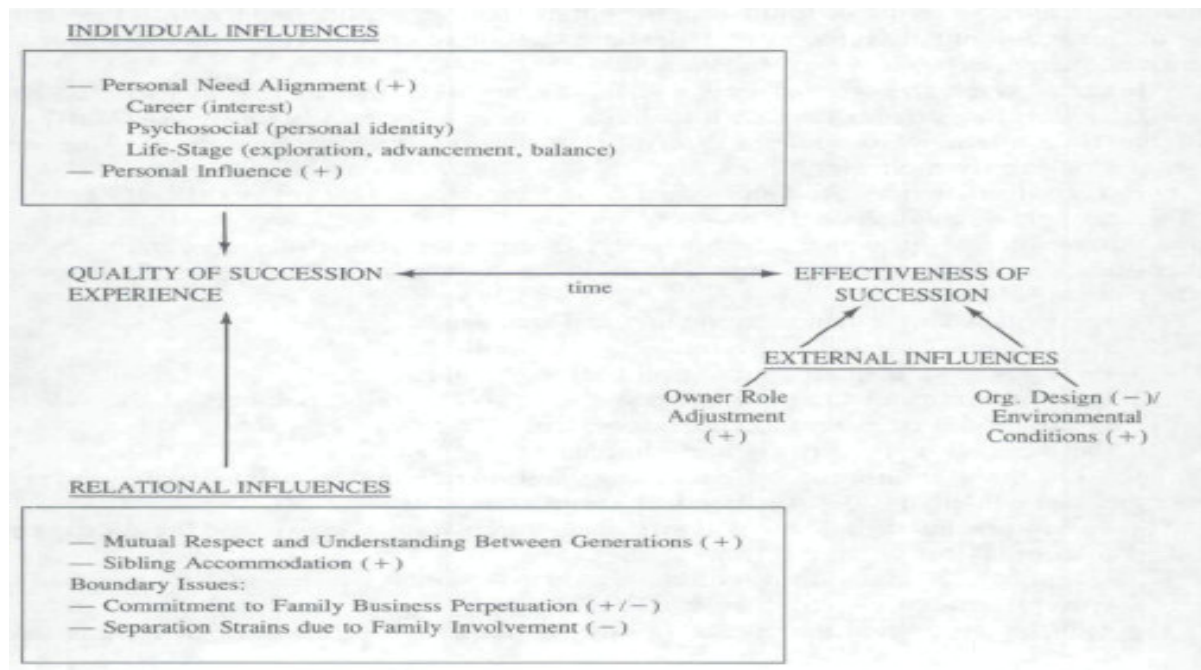 INDIVIDUAL INFLUENCES
— Personal Need Alignment (+)
Career (interest)
Psychosocial (personal identity)
Life-Stage (exploration, advancement, balance)
— Personal Influence (+)
QUALITY OF SUCCESSION
EXPERIENCE
time
EFFECTIVENESS OF
SUCCESSION
EXTERNAL INFLUENCES
Owner Role
Adjustment
(+)
Org. Design (−)/
Environmental
Conditions (+)
RELATIONAL INFLUENCES
— Mutual Respect and Understanding Between Generations (+)
— Sibling Accommodation (+)
Boundary Issues:
— Commitment to Family Business Perpetuation (+/−)
— Separation Strains due to Family Involvement (−)